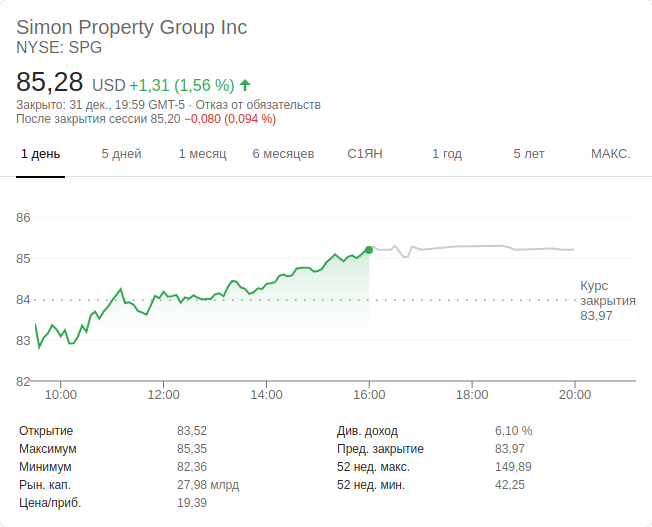 Simon Property Group Inc
NYSE: SPG
85,28 USD +1,31 (1,56 %)
Закрыто: 31 дек., 19:59 GMT-5 · Отказ от обязательств
После закрытия сессии 85,20 −0,080 (0,094 %)
1 день 5 дней 1 месяц 6 месяцев С1ЯН 1 год 5 лет МАКС.
86
85
84
83
82
Курс
закрытия
83,97
10:00 12:00 14:00 16:00 18:00 20:00
Открытие 83,52 Див. доход 6,10 %
Максимум 85,35 Пред. закрытие 83,97
Минимум 82,36 52 нед. макс. 149,89
Рын. кап. 27,98 млрд 52 нед. мин. 42,25
Цена/приб. 19,39